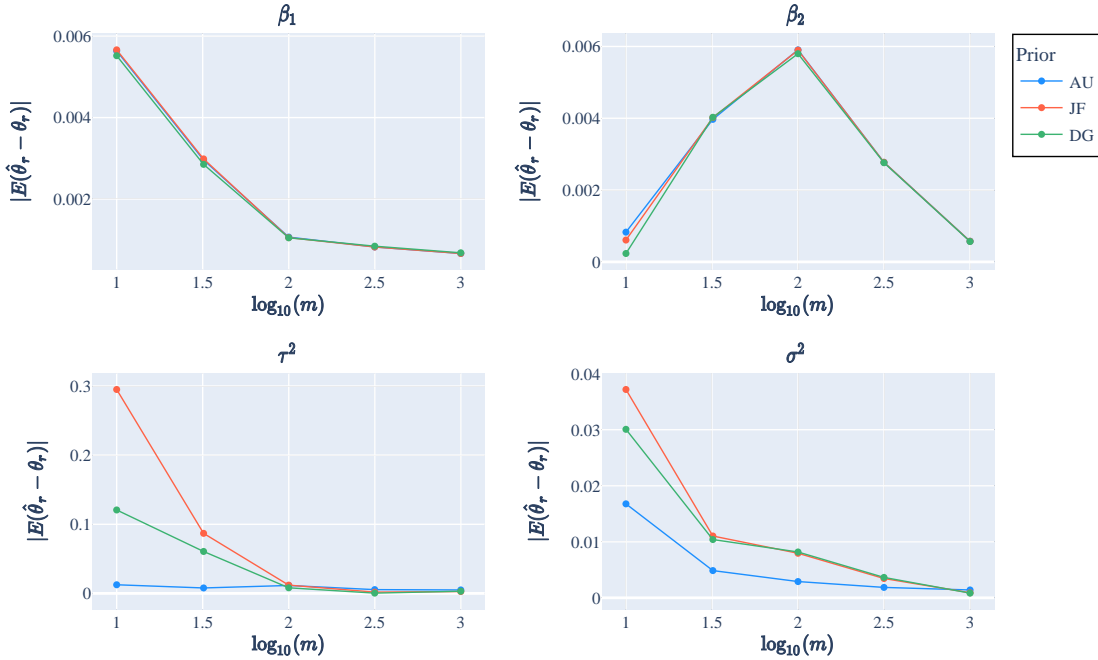 β₁
|E(θ̂ᵣ − θᵣ)|
0.006
0.004
0.002
1 1.5 2 2.5 3
log₁₀(m)
β₂
|E(θ̂ᵣ − θᵣ)|
0.006
0.004
0.002
0
1 1.5 2 2.5 3
log₁₀(m)
Prior
AU
JF
DG
τ²
|E(θ̂ᵣ − θᵣ)|
0.3
0.2
0.1
0
1 1.5 2 2.5 3
log₁₀(m)
σ²
|E(θ̂ᵣ − θᵣ)|
0.04
0.03
0.02
0.01
0
1 1.5 2 2.5 3
log₁₀(m)